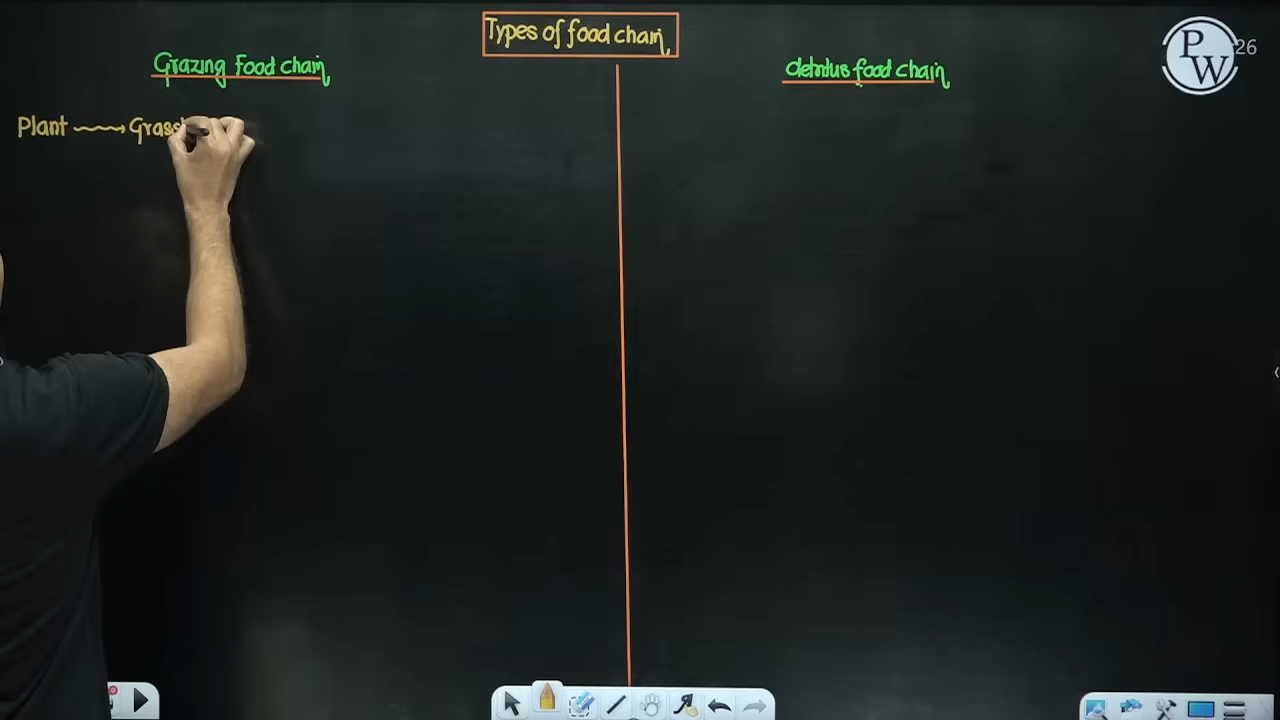 Types of food chain
Grazing Food chain
detritus food chain
Plant Grass
PW 26